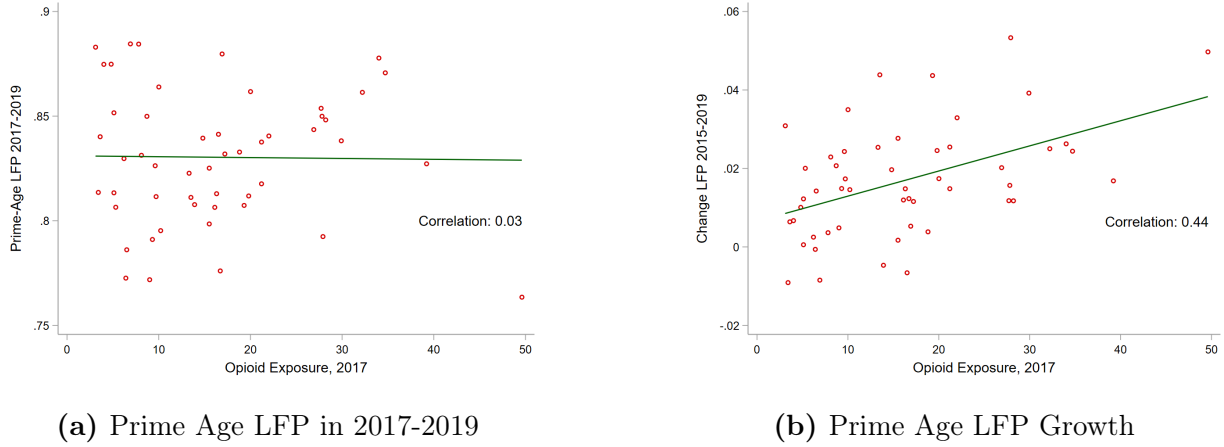 .9
.85
.8
.75
Prime-Age LFP 2017-2019
Correlation: 0.03
0 10 20 30 40 50
Opioid Exposure, 2017
(a) Prime Age LFP in 2017-2019
.06
.04
.02
0
-.02
Change LFP 2015-2019
Correlation: 0.44
0 10 20 30 40 50
Opioid Exposure, 2017
(b) Prime Age LFP Growth